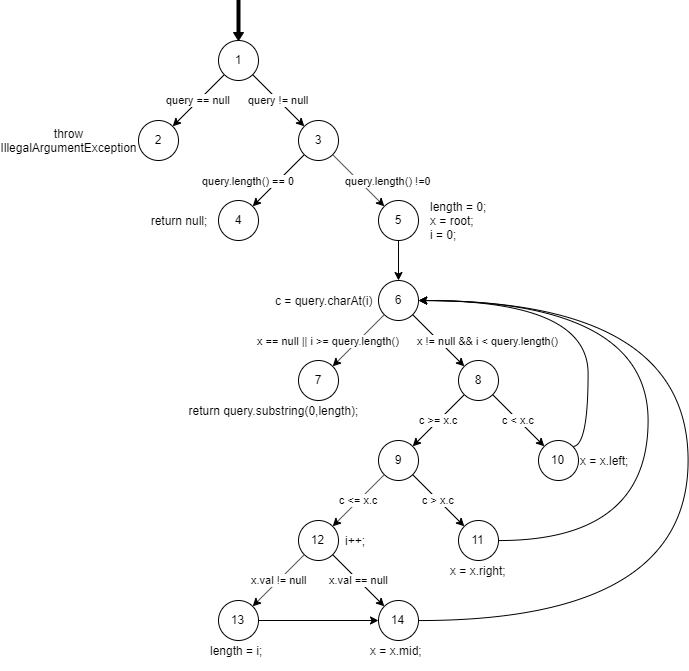 1
query == null
query != null
throw
IllegalArgumentException
2
3
query.length() == 0
query.length() !=0
return null;
4
5
length = 0;
x = root;
i = 0;
c = query.charAt(i)
6
x == null || i >= query.length()
x != null && i < query.length()
7
8
return query.substring(0,length);
c >= x.c
c < x.c
9
10
x = x.left;
c <= x.c
c > x.c
12
i++;
11
x = x.right;
x.val != null
x.val == null
13
14
length = i;
x = x.mid;